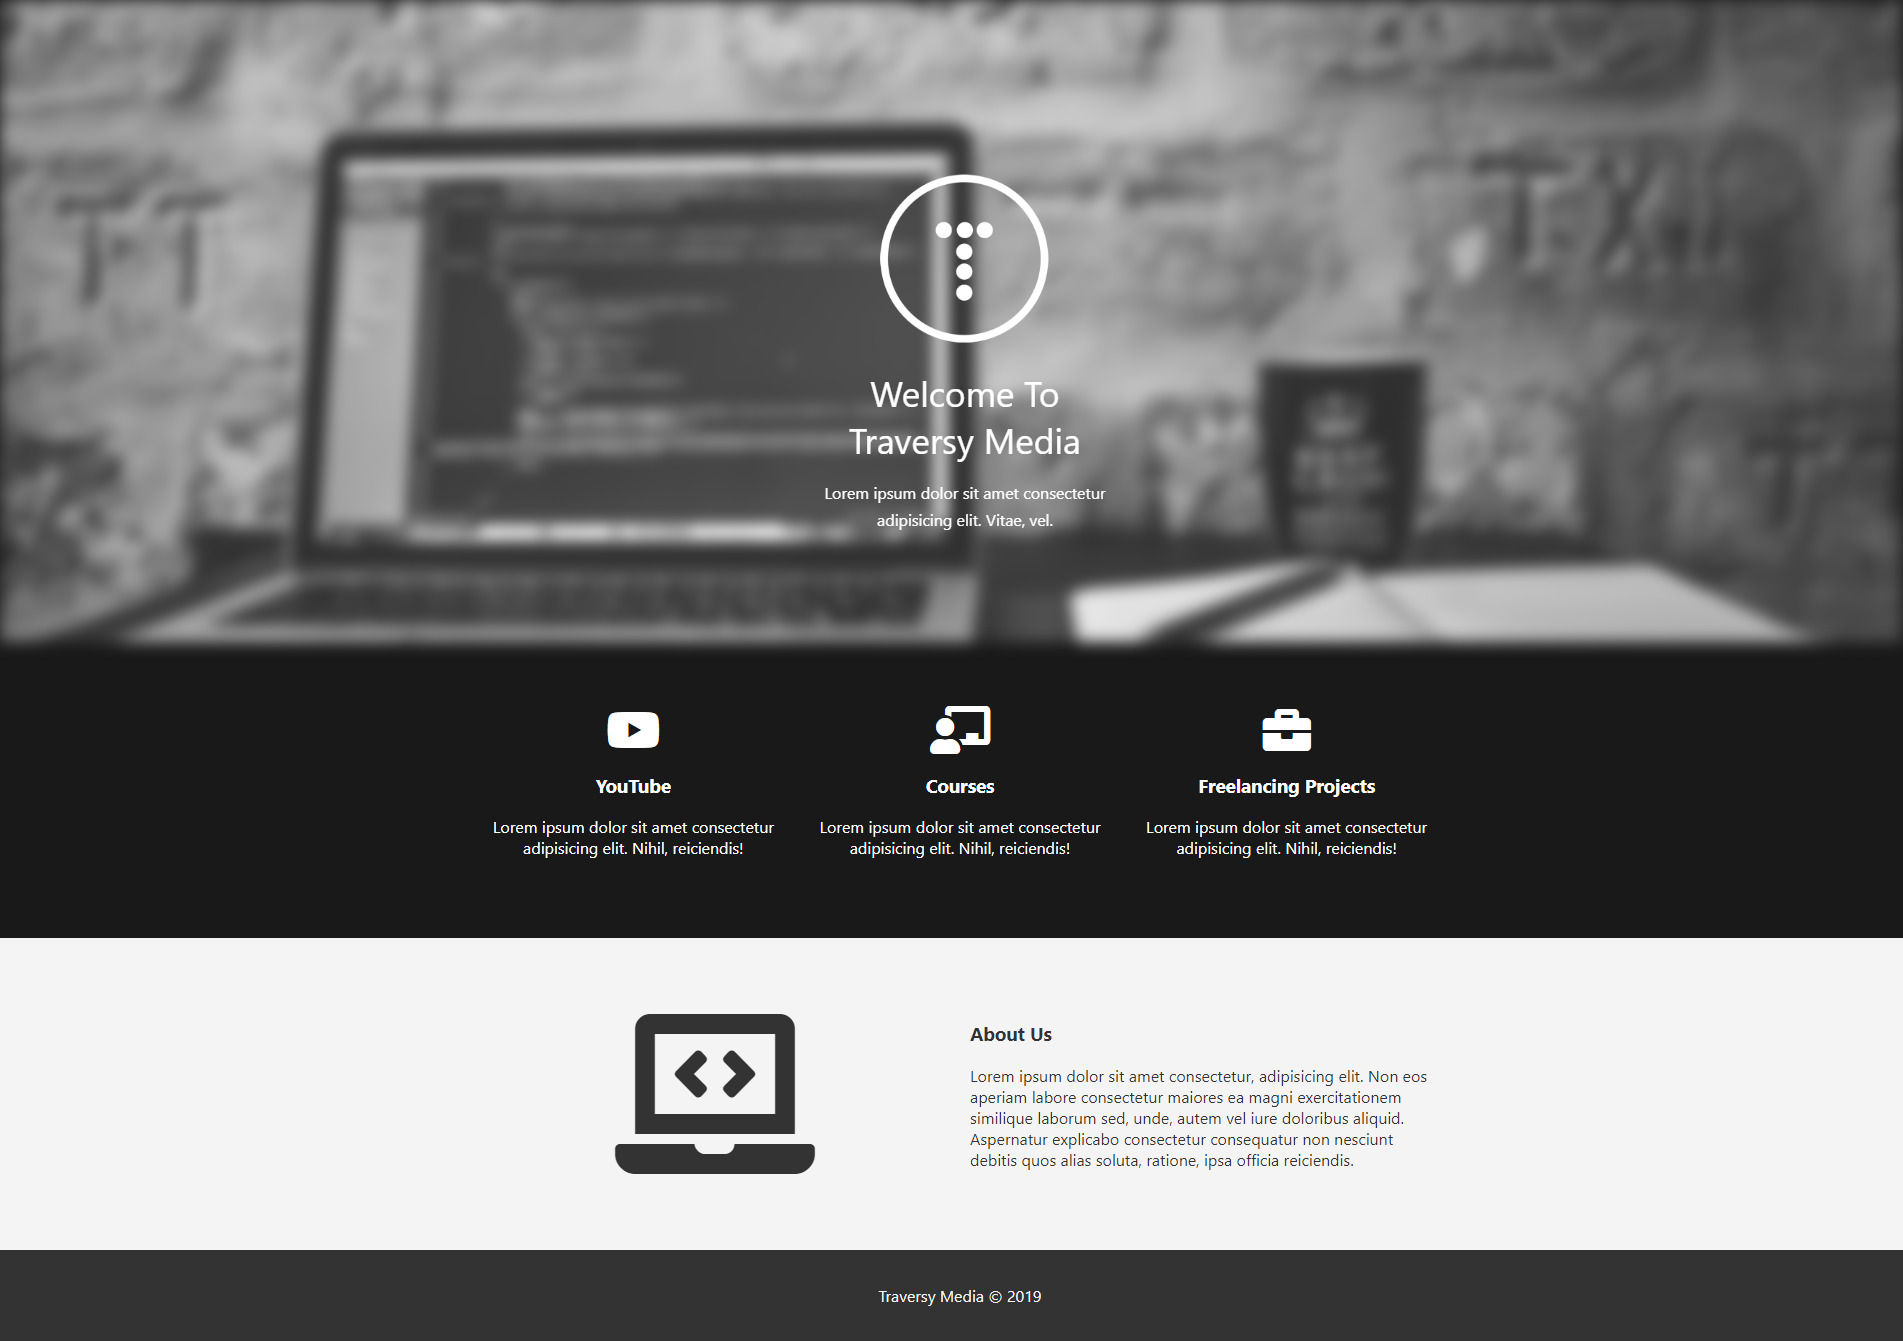 Welcome To
Traversy Media
Lorem ipsum dolor sit amet consectetur
adipisicing elit. Vitae, vel.
YouTube
Lorem ipsum dolor sit amet consectetur
adipisicing elit. Nihil, reiciendis!
Courses
Lorem ipsum dolor sit amet consectetur
adipisicing elit. Nihil, reiciendis!
Freelancing Projects
Lorem ipsum dolor sit amet consectetur
adipisicing elit. Nihil, reiciendis!
About Us
Lorem ipsum dolor sit amet consectetur, adipisicing elit. Non eos
aperiam labore consectetur maiores ea magni exercitationem
similique laborum sed, unde, autem vel iure doloribus aliquid.
Aspernatur explicabo consectetur consequatur non nesciunt
debitis quos alias soluta, ratione, ipsa officia reiciendis.
Traversy Media © 2019